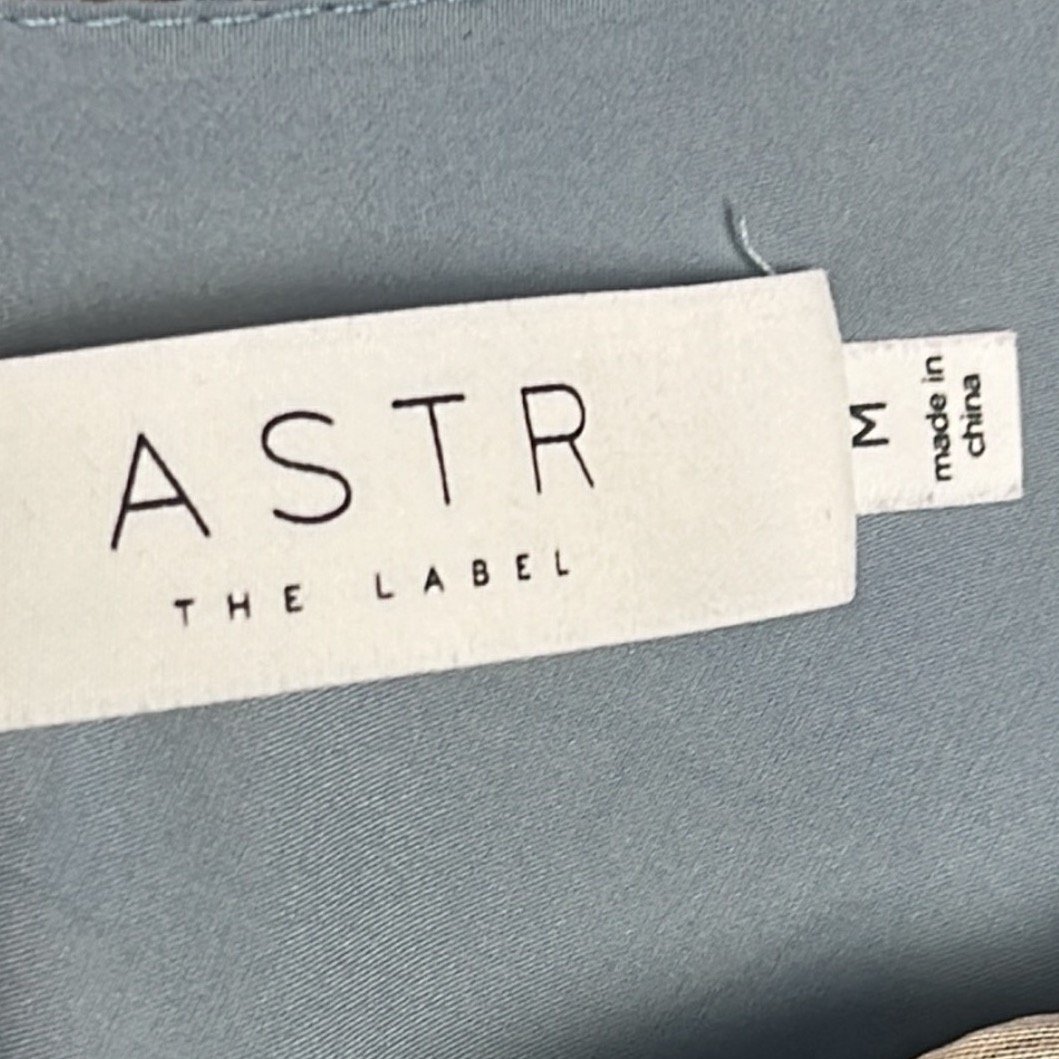 ASTR
THE LABEL
M
made in
china